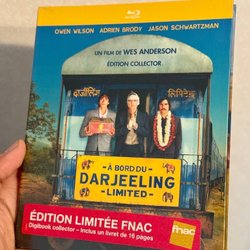 OWEN WILSON  ADRIEN BRODY  JASON SCHWARTZMAN
UN FILM DE WES ANDERSON
ÉDITION COLLECTOR
दार्जीलिंग
लिमिटेड
À BORD DU
DARJEELING
LIMITED
ÉDITION LIMITÉE FNAC
Digibook collector – Inclus un livret de 16 pages
fnac